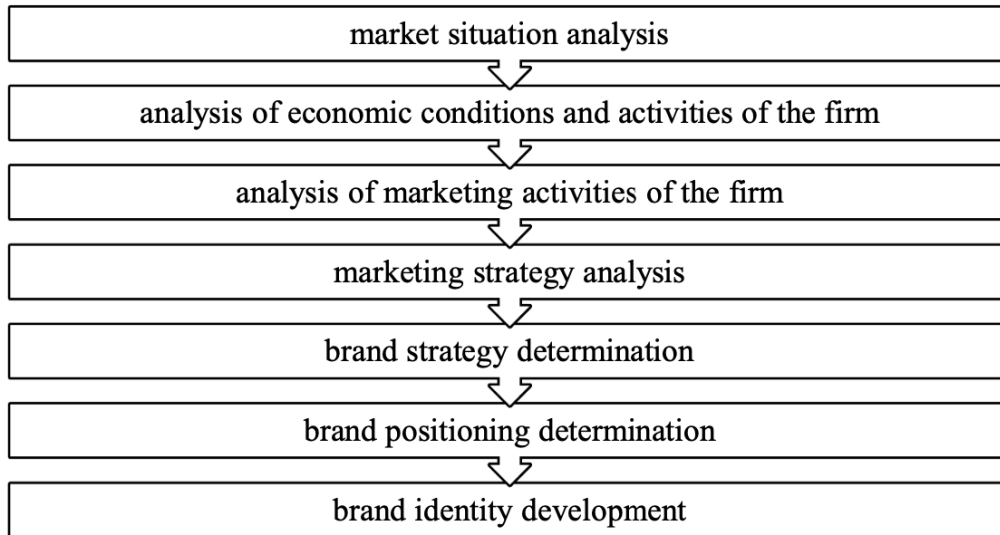 market situation analysis
analysis of economic conditions and activities of the firm
analysis of marketing activities of the firm
marketing strategy analysis
brand strategy determination
brand positioning determination
brand identity development